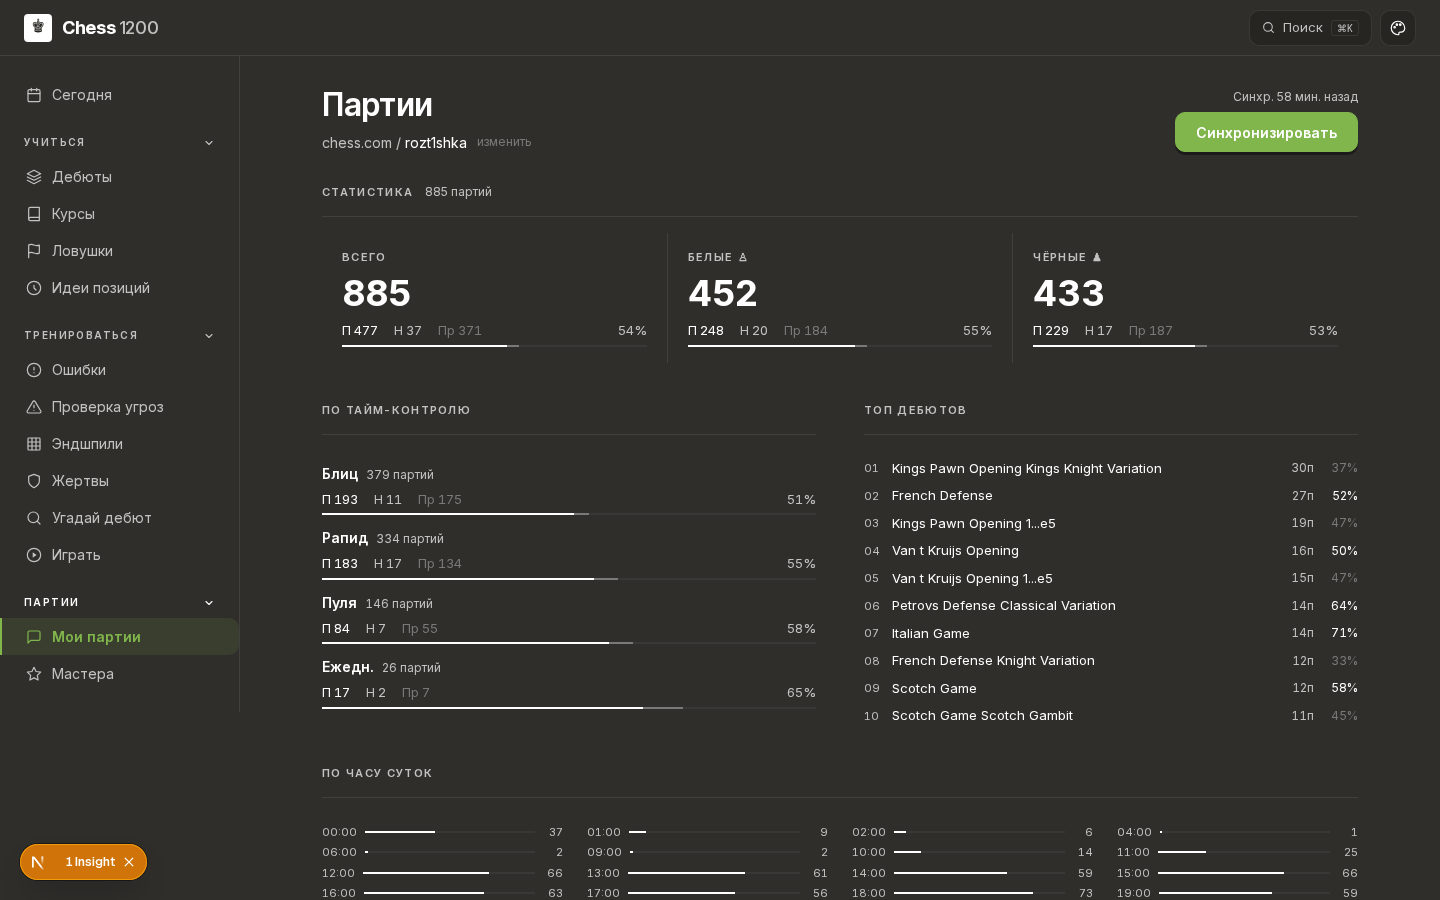 Chess 1200
Поиск ⌘K
Сегодня
УЧИТЬСЯ
Дебюты
Курсы
Ловушки
Идеи позиций
ТРЕНИРОВАТЬСЯ
Ошибки
Проверка угроз
Эндшпили
Жертвы
Угадай дебют
Играть
ПАРТИИ
Мои партии
Мастера
1 Insight
Партии
chess.com / rozt1shka изменить
Синхр. 58 мин. назад
Синхронизировать
СТАТИСТИКА 885 партий
ВСЕГО
885
П 477 Н 37 Пр 371 54%
БЕЛЫЕ ♙
452
П 248 Н 20 Пр 184 55%
ЧЁРНЫЕ ♟
433
П 229 Н 17 Пр 187 53%
ПО ТАЙМ-КОНТРОЛЮ
Блиц 379 партий
П 193 Н 11 Пр 175 51%
Рапид 334 партий
П 183 Н 17 Пр 134 55%
Пуля 146 партий
П 84 Н 7 Пр 55 58%
Ежедн. 26 партий
П 17 Н 2 Пр 7 65%
ТОП ДЕБЮТОВ
01 Kings Pawn Opening Kings Knight Variation 30п 37%
02 French Defense 27п 52%
03 Kings Pawn Opening 1...e5 19п 47%
04 Van t Kruijs Opening 16п 50%
05 Van t Kruijs Opening 1...e5 15п 47%
06 Petrovs Defense Classical Variation 14п 64%
07 Italian Game 14п 71%
08 French Defense Knight Variation 12п 33%
09 Scotch Game 12п 58%
10 Scotch Game Scotch Gambit 11п 45%
ПО ЧАСУ СУТОК
00:00 37 01:00 9 02:00 6 04:00 1
06:00 2 09:00 2 10:00 14 11:00 25
12:00 66 13:00 61 14:00 59 15:00 66
16:00 63 17:00 56 18:00 73 19:00 59